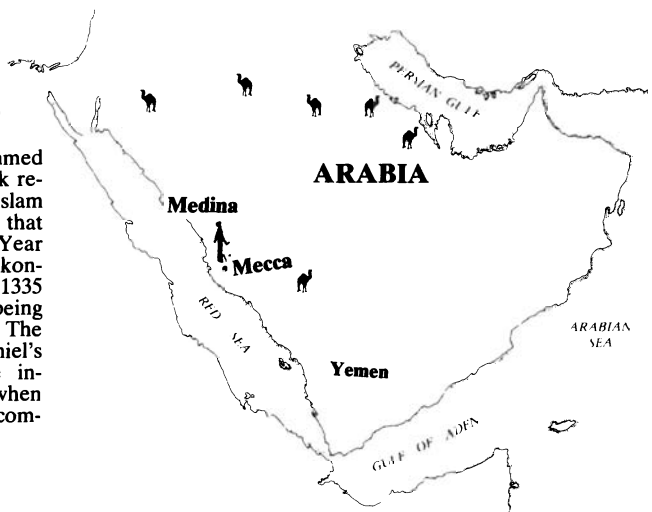 med
k re-
slam
that
Year
kon-
1335
being
The
niel's
in-
when
com-
PERSIAN GULF
ARABIA
Medina
Mecca
RED SEA
ARABIAN
SEA
Yemen
GULF OF ADEN